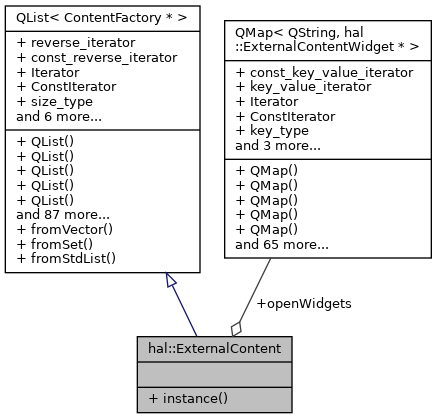 QList< ContentFactory * >
+ reverse_iterator
+ const_reverse_iterator
+ Iterator
+ ConstIterator
+ size_type
and 6 more...
+ QList()
+ QList()
+ QList()
+ QList()
+ QList()
and 87 more...
+ fromVector()
+ fromSet()
+ fromStdList()
QMap< QString, hal
::ExternalContentWidget * >
+ const_key_value_iterator
+ key_value_iterator
+ Iterator
+ ConstIterator
+ key_type
and 3 more...
+ QMap()
+ QMap()
+ QMap()
+ QMap()
+ QMap()
and 65 more...
+openWidgets
hal::ExternalContent
+ instance()